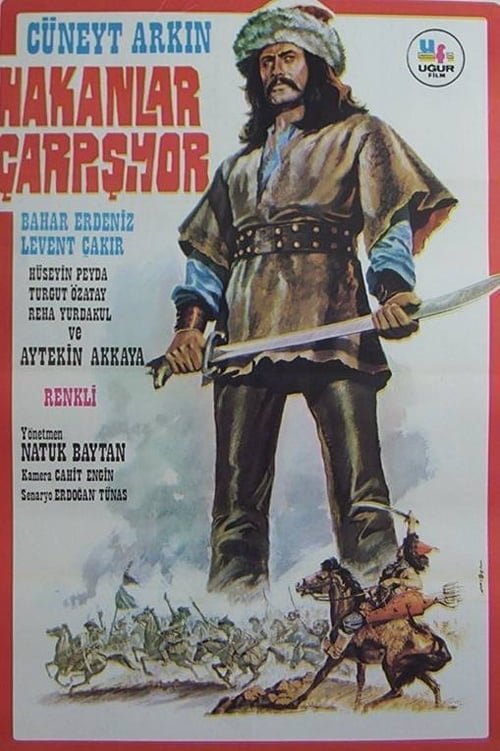 CÜNEYT ARKIN
HAKANLAR
ÇARPIŞIYOR
UĞUR
FİLM
BAHAR ERDENİZ
LEVENT ÇAKIR
HÜSEYİN PEYDA
TURGUT ÖZATAY
REHA YURDAKUL
ve
AYTEKİN AKKAYA
RENKLİ
Yönetmen
NATUK BAYTAN
Kamera CAHİT ENGİN
Senaryo ERDOĞAN TÜNAŞ